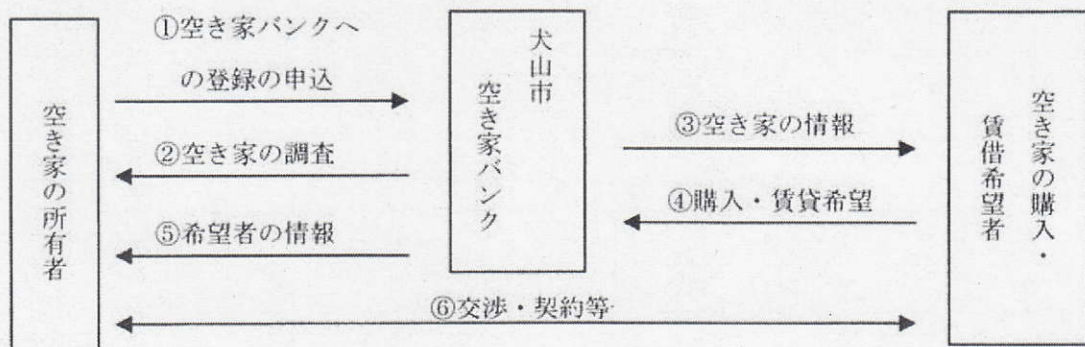 空き家の所有者
①空き家バンクへ
の登録の申込
②空き家の調査
⑤希望者の情報
犬山市
空き家バンク
③空き家の情報
④購入・賃貸希望
空き家の購入・
賃借希望者
⑥交渉・契約等